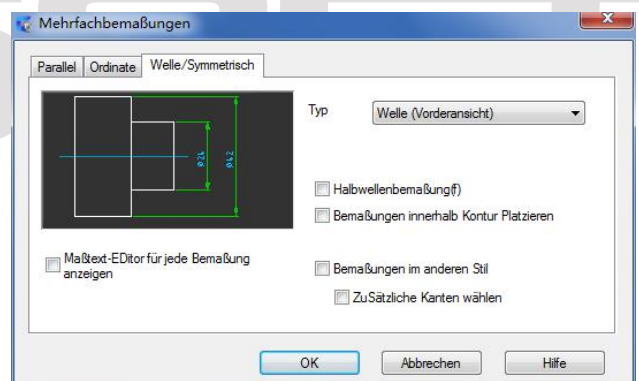 Mehrfachbemaßungen
Parallel Ordinate Welle/Symmetrisch
Typ Welle (Vorderansicht)
ø24
ø42
Halbwellenbemaßung(f)
Bemaßungen innerhalb Kontur Platzieren
Maßtext-EDitor für jede Bemaßung
anzeigen
Bemaßungen im anderen Stil
ZuSätzliche Kanten wählen
OK Abbrechen Hilfe